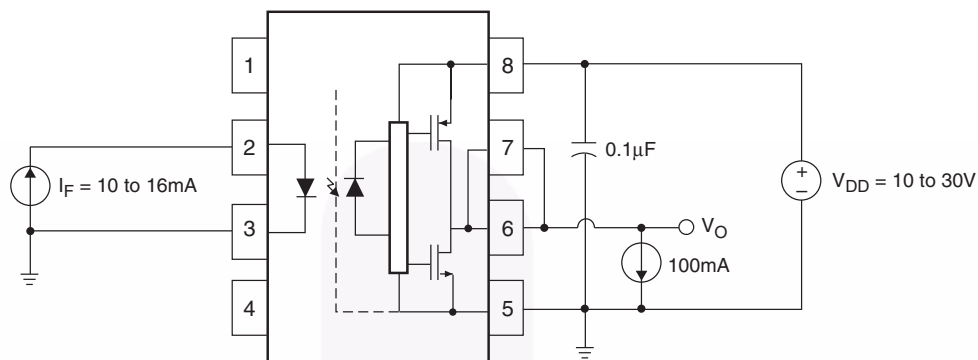 1
8
2
7
I_F = 10 to 16mA
0.1µF
+
–
V_DD = 10 to 30V
3
6
V_O
100mA
4
5